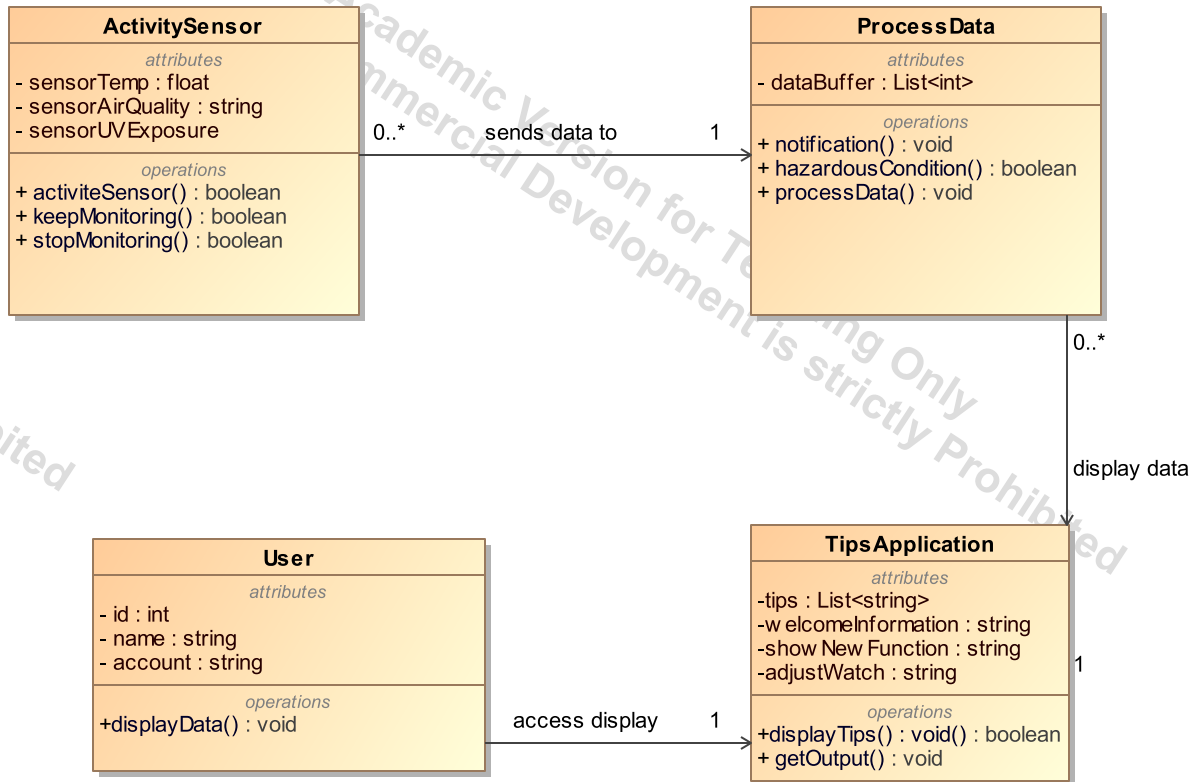 ActivitySensor
attributes
- sensorTemp : float
- sensorAirQuality : string
- sensorUVExposure
operations
+ activiteSensor() : boolean
+ keepMonitoring() : boolean
+ stopMonitoring() : boolean
0..*
sends data to
1
ProcessData
attributes
- dataBuffer : List<int>
operations
+ notification() : void
+ hazardousCondition() : boolean
+ processData() : void
0..*
display data
1
User
attributes
- id : int
- name : string
- account : string
operations
+displayData() : void
access display
1
TipsApplication
attributes
-tips : List<string>
-welcomeInformation : string
-show New Function : string
-adjustWatch : string
operations
+displayTips() : void() : boolean
+ getOutput() : void
Academic Version for Teaching Only
Commercial Development is strictly Prohibited